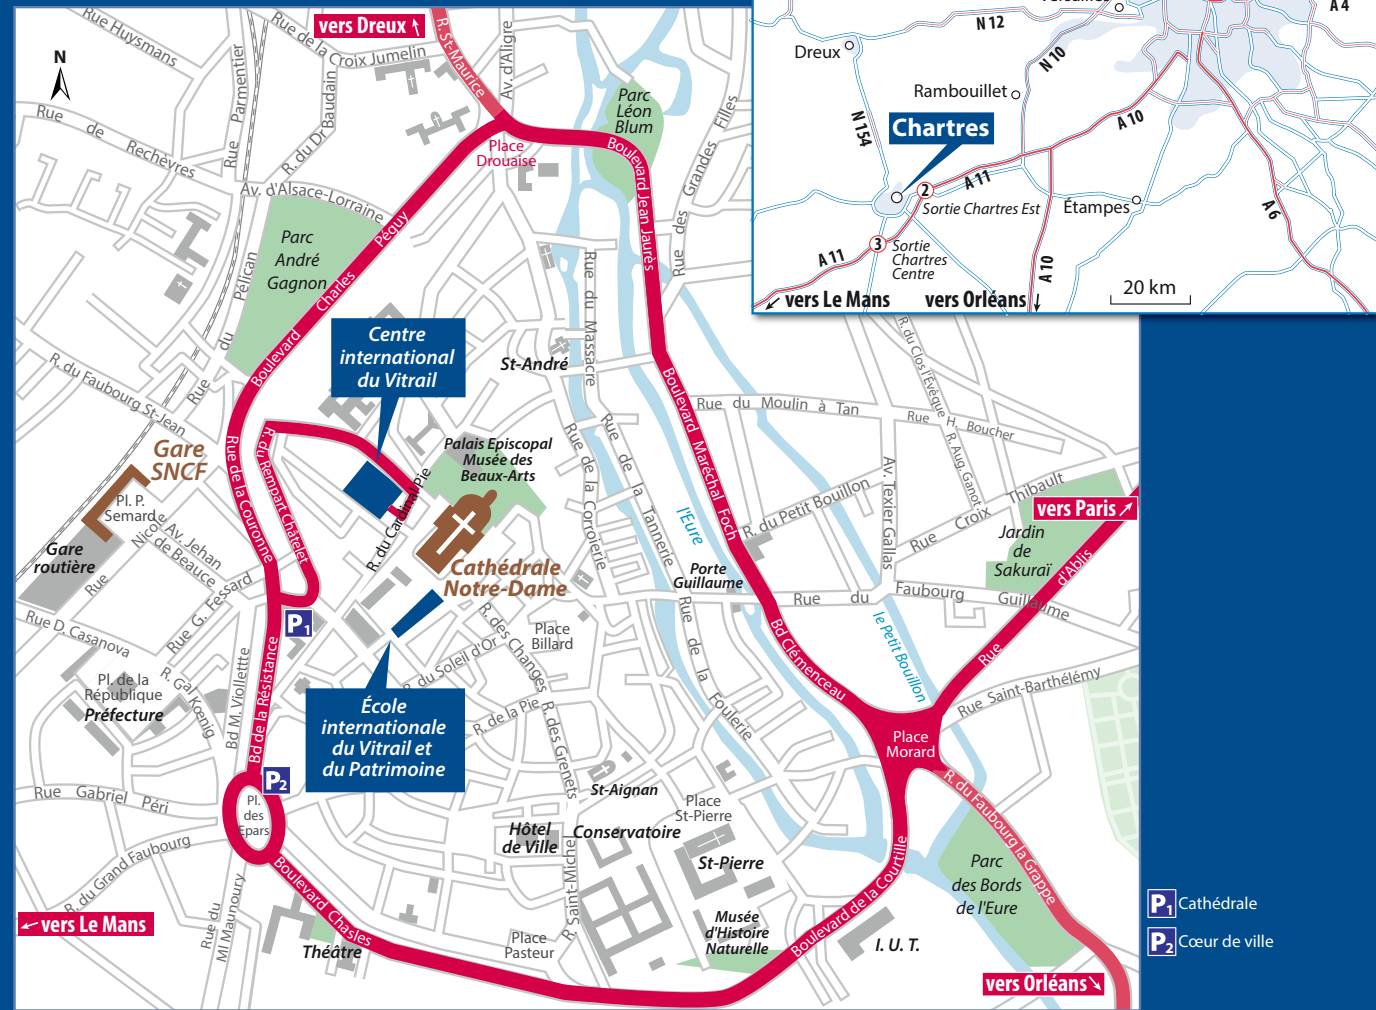 vers Dreux ↑
N
Rue Huysmans
Rue de la
Croix Jumelin
R. St-Maurice
Av. d'Aligre
Rue Parmentier
R. du Dr Baudan
Rue de Rechèvres
Av. d'Alsace-Lorraine
Place
Drouaise
Parc
Léon
Blum
Boulevard Jean Jaurès
Rue des Grandes Filles
Parc
André
Gagnon
Boulevard Charles Péguy
Rue du Pélican
R. du Faubourg St-Jean
Rue du Massacre
St-André
Centre
international
du Vitrail
Gare
SNCF
Pl. P.
Semard
Gare
routière
Rue Nicole
Av. Jehan
de Beauce
Rue G. Fessard
Rue de la Couronne
R. du Rempart Châtelet
R. du Cardinal Pie
Palais Episcopal
Musée des
Beaux-Arts
Cathédrale
Notre-Dame
Rue de la Corroierie
Rue de la Tannerie
l'Eure
Boulevard Maréchal Foch
Rue du Moulin à Tan
R. du Clos l'Évêque
Rue H. Boucher
R. Aug. Ganot
Av. Texier Gallas
R. du Petit Bouillon
Rue Croix Thibault
vers Paris ↗
Jardin
de
Sakuraï
Rue d'Ablis
Porte
Guillaume
Rue du Faubourg Guillaume
le Petit Bouillon
Rue Saint-Barthélémy
Bd Clémenceau
Place
Morard
Rue D. Casanova
P1
Pl. de la
République
Préfecture
R. Gal Kœnig
Bd M. Viollette
Bd de la Résistance
R. des Changes
R. du Soleil d'Or
Place
Billard
R. de la Pie
R. des Grenets
Rue de la Foulerie
École
internationale
du Vitrail et
du Patrimoine
P2
Pl.
des
Epars
Rue Gabriel Péri
R. du Grand Faubourg
Rue du
Ml Maunoury
← vers Le Mans
Boulevard Chasles
Théâtre
St-Aignan
Hôtel
de Ville
Conservatoire
Place
St-Pierre
St-Pierre
R. Saint-Michel
Place
Pasteur
Musée
d'Histoire
Naturelle
Boulevard de la Courtille
I. U. T.
R. du Faubourg la Grappe
Parc
des Bords
de l'Eure
vers Orléans ↘
N 12
A 4
Dreux
N 10
Rambouillet
N 154
Chartres
A 10
A 11
2
Sortie Chartres Est
Étampes
A 6
3
Sortie
Chartres
Centre
A 11
A 10
20 km
↙ vers Le Mans
vers Orléans ↓
P1 Cathédrale
P2 Cœur de ville